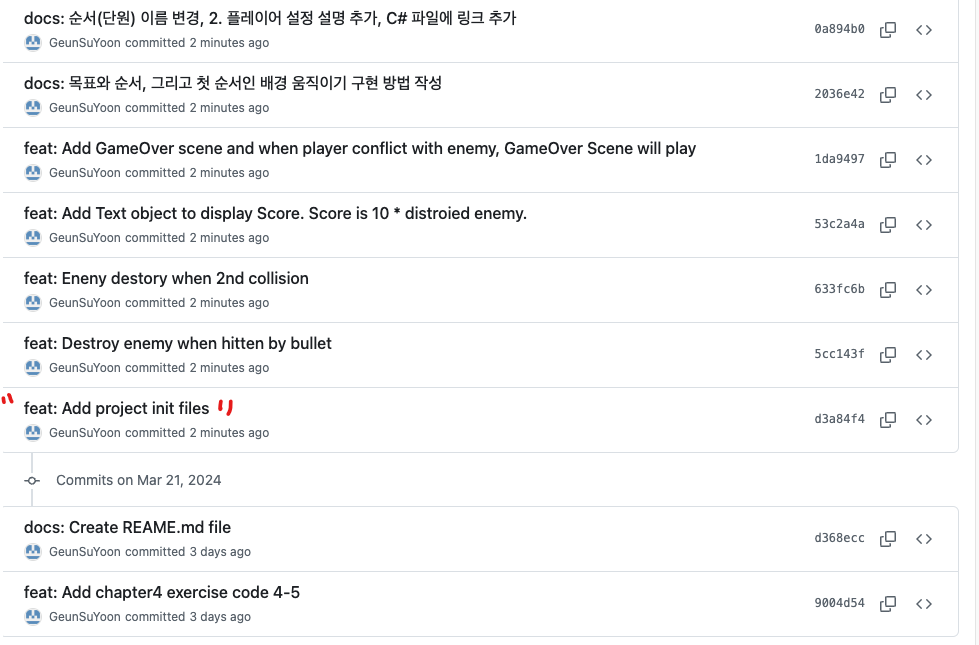 docs: 순서(단원) 이름 변경, 2. 플레이어 설정 설명 추가, C# 파일에 링크 추가
GeunSuYoon committed 2 minutes ago
0a894b0
docs: 목표와 순서, 그리고 첫 순서인 배경 움직이기 구현 방법 작성
GeunSuYoon committed 2 minutes ago
2036e42
feat: Add GameOver scene and when player conflict with enemy, GameOver Scene will play
GeunSuYoon committed 2 minutes ago
1da9497
feat: Add Text object to display Score. Score is 10 * distroied enemy.
GeunSuYoon committed 2 minutes ago
53c2a4a
feat: Eneny destory when 2nd collision
GeunSuYoon committed 2 minutes ago
633fc6b
feat: Destroy enemy when hitten by bullet
GeunSuYoon committed 2 minutes ago
5cc143f
" feat: Add project init files "
GeunSuYoon committed 2 minutes ago
d3a84f4
Commits on Mar 21, 2024
docs: Create REAME.md file
GeunSuYoon committed 3 days ago
d368ecc
feat: Add chapter4 exercise code 4-5
GeunSuYoon committed 3 days ago
9004d54